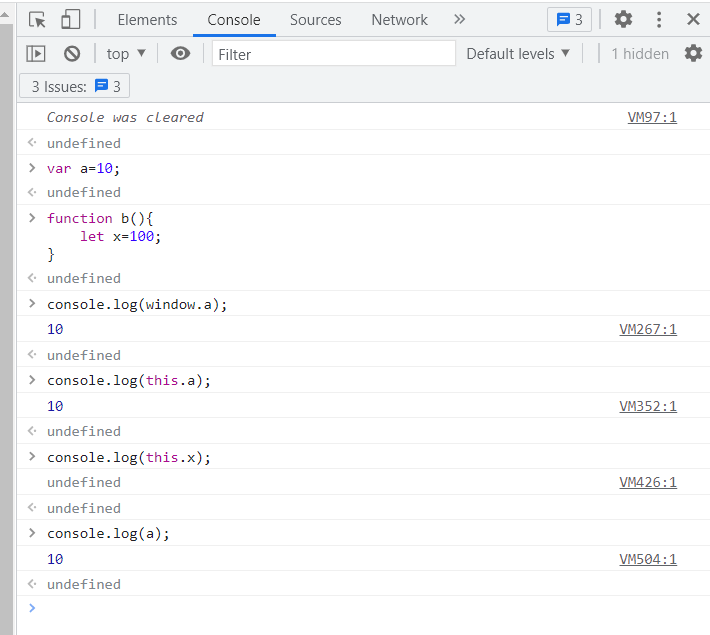 Elements Console Sources Network » 3
top ▼ Filter Default levels ▼ 1 hidden
3 Issues: 3
Console was cleared VM97:1
undefined
var a=10;
undefined
function b(){
    let x=100;
}
undefined
console.log(window.a);
10 VM267:1
undefined
console.log(this.a);
10 VM352:1
undefined
console.log(this.x);
undefined VM426:1
undefined
console.log(a);
10 VM504:1
undefined